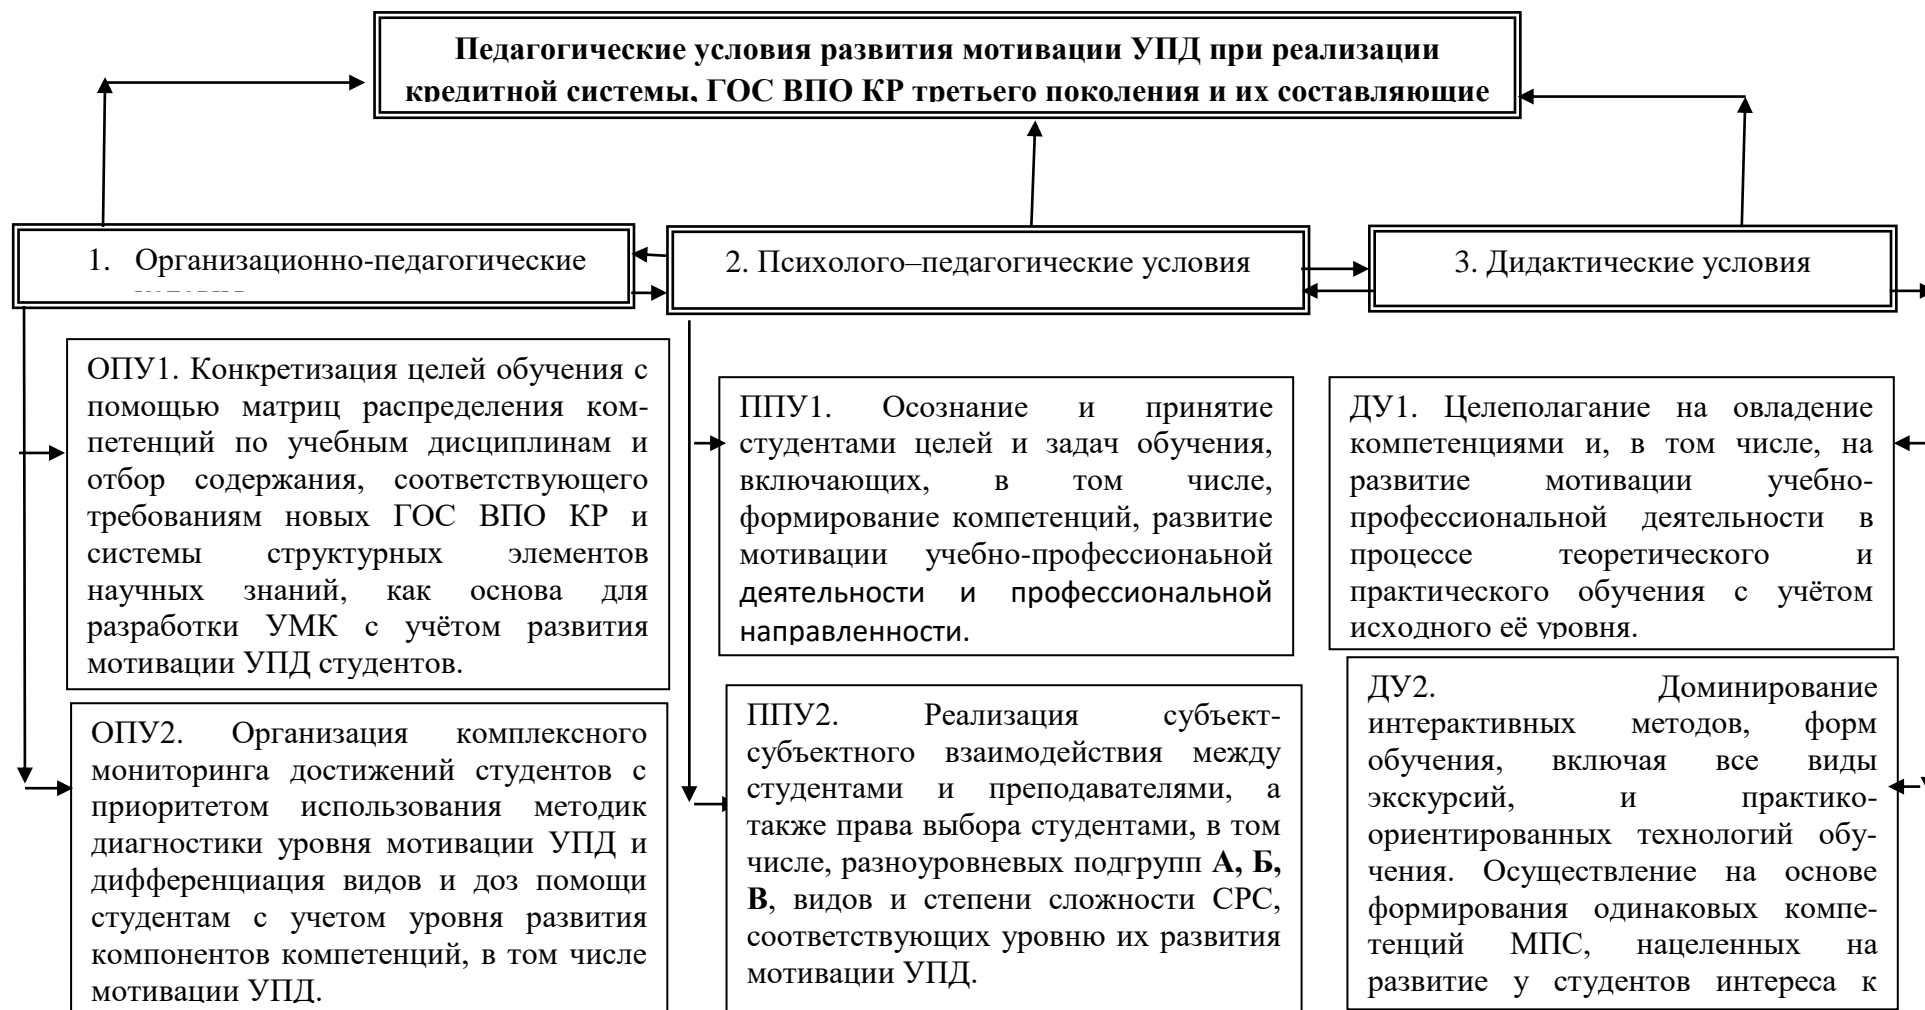 Педагогические условия развития мотивации УПД при реализации
кредитной системы, ГОС ВПО КР третьего поколения и их составляющие
1. Организационно-педагогические
2. Психолого–педагогические условия
3. Дидактические условия
ОПУ1. Конкретизация целей обучения с
помощью матриц распределения ком-
петенций по учебным дисциплинам и
отбор содержания, соответствующего
требованиям новых ГОС ВПО КР и
системы структурных элементов
научных знаний, как основа для
разработки УМК с учётом развития
мотивации УПД студентов.
ОПУ2. Организация комплексного
мониторинга достижений студентов с
приоритетом использования методик
диагностики уровня мотивации УПД и
дифференциация видов и доз помощи
студентам с учетом уровня развития
компонентов компетенций, в том числе
мотивации УПД.
ППУ1. Осознание и принятие
студентами целей и задач обучения,
включающих, в том числе,
формирование компетенций, развитие
мотивации учебно-профессионаьной
деятельности и профессиональной
направленности.
ППУ2. Реализация субъект-
субъектного взаимодействия между
студентами и преподавателями, а
также права выбора студентами, в том
числе, разноуровневых подгрупп А, Б,
В, видов и степени сложности СРС,
соответствующих уровню их развития
мотивации УПД.
ДУ1. Целеполагание на овладение
компетенциями и, в том числе, на
развитие мотивации учебно-
профессиональной деятельности в
процессе теоретического и
практического обучения с учётом
исходного её уровня.
ДУ2. Доминирование
интерактивных методов, форм
обучения, включая все виды
экскурсий, и практико-
ориентированных технологий обу-
чения. Осуществление на основе
формирования одинаковых компе-
тенций МПС, нацеленных на
развитие у студентов интереса к